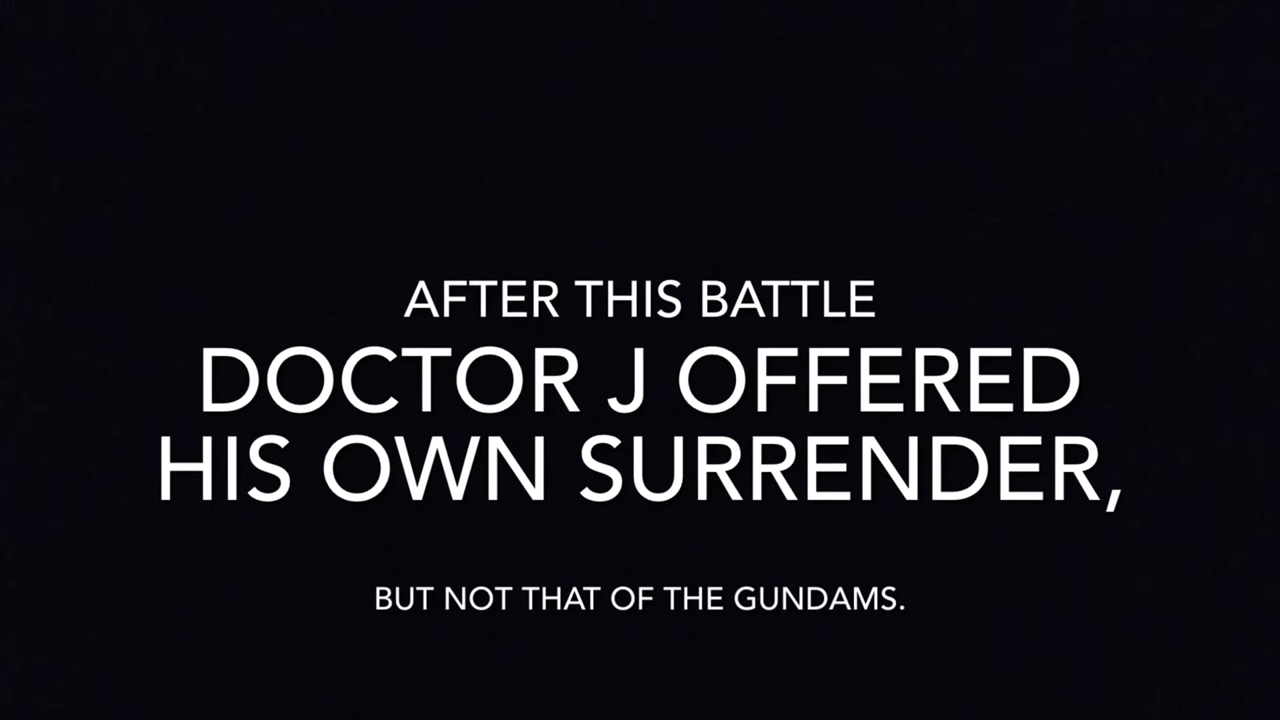 AFTER THIS BATTLE
DOCTOR J OFFERED
HIS OWN SURRENDER,
BUT NOT THAT OF THE GUNDAMS.